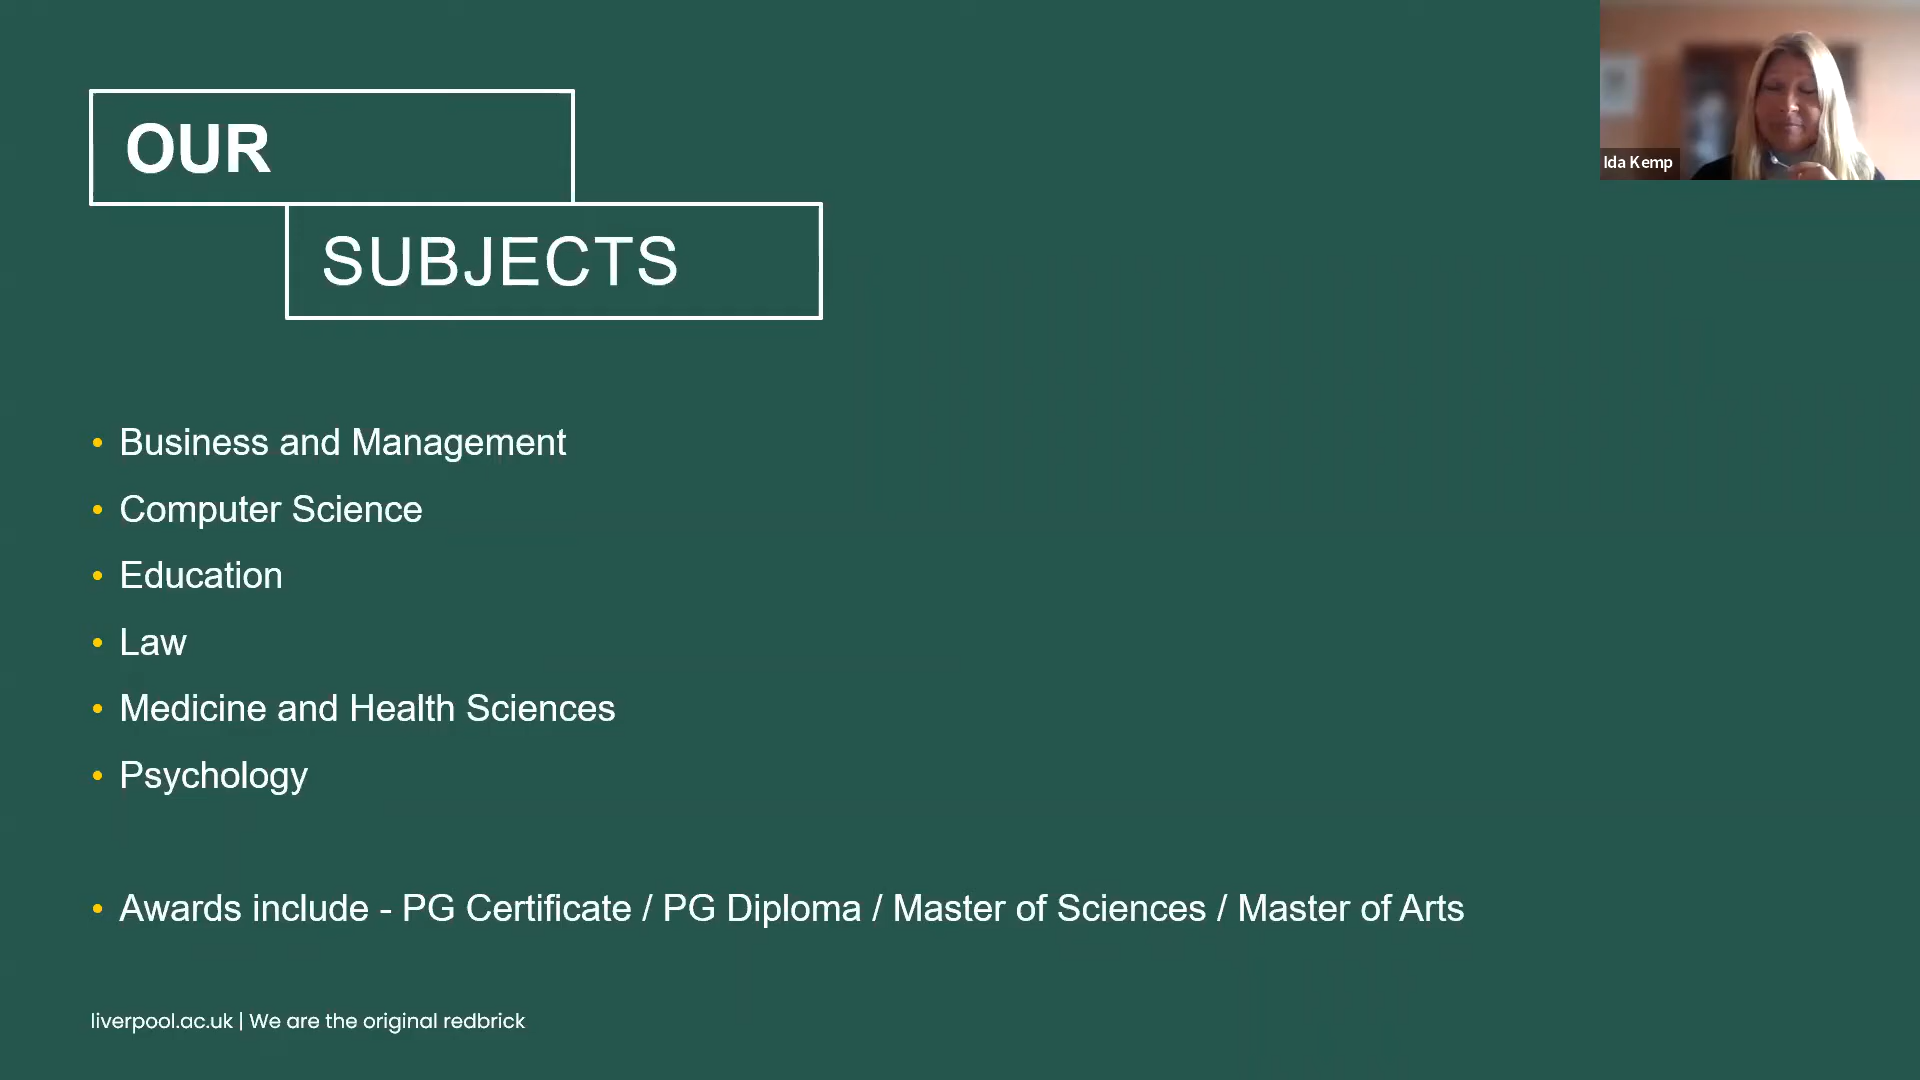 OUR
SUBJECTS
Ida Kemp
• Business and Management
• Computer Science
• Education
• Law
• Medicine and Health Sciences
• Psychology
• Awards include - PG Certificate / PG Diploma / Master of Sciences / Master of Arts
liverpool.ac.uk | We are the original redbrick